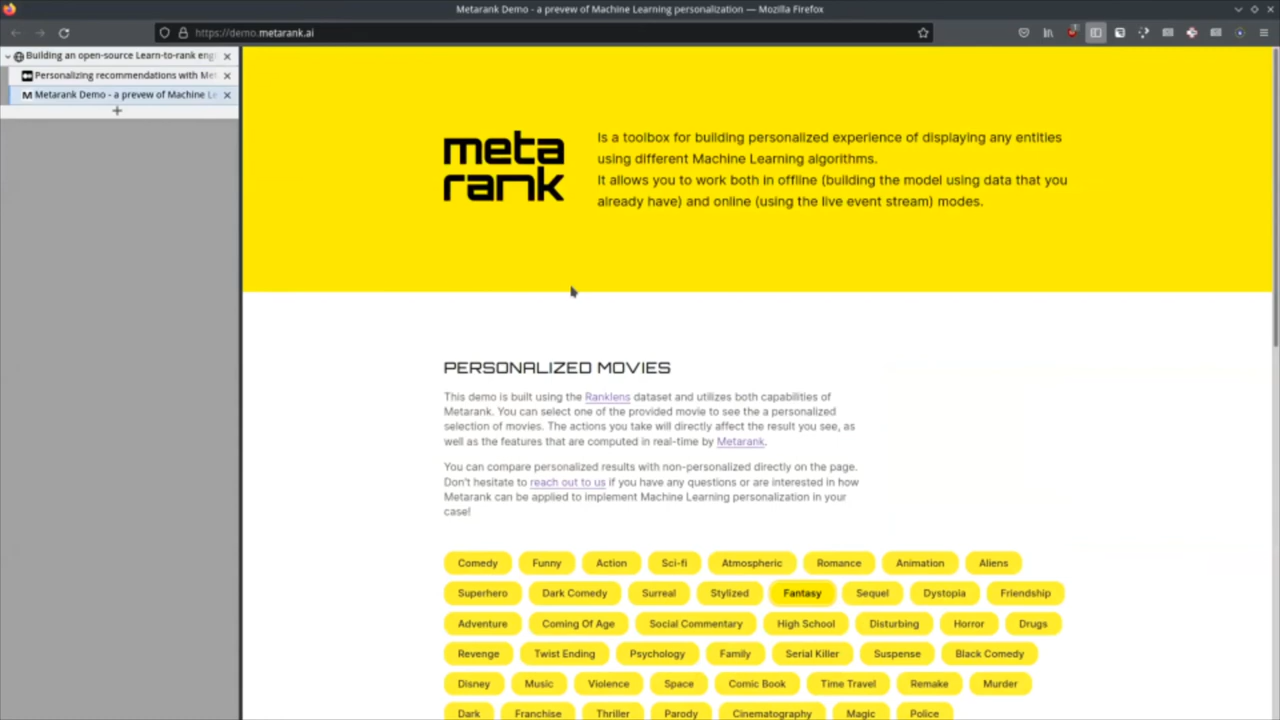 Metarank Demo - a prevew of Machine Learning personalization — Mozilla Firefox
https://demo.metarank.ai
Building an open-source Learn-to-rank eng
Personalizing recommendations with Met
M Metarank Demo - a prevew of Machine Le
meta
rank
Is a toolbox for building personalized experience of displaying any entities
using different Machine Learning algorithms.
It allows you to work both in offline (building the model using data that you
already have) and online (using the live event stream) modes.
PERSONALIZED MOVIES
This demo is built using the Ranklens dataset and utilizes both capabilities of
Metarank. You can select one of the provided movie to see the a personalized
selection of movies. The actions you take will directly affect the result you see, as
well as the features that are computed in real-time by Metarank.
You can compare personalized results with non-personalized directly on the page.
Don't hesitate to reach out to us if you have any questions or are interested in how
Metarank can be applied to implement Machine Learning personalization in your
case!
Comedy Funny Action Sci-fi Atmospheric Romance Animation Aliens
Superhero Dark Comedy Surreal Stylized Fantasy Sequel Dystopia Friendship
Adventure Coming Of Age Social Commentary High School Disturbing Horror Drugs
Revenge Twist Ending Psychology Family Serial Killer Suspense Black Comedy
Disney Music Violence Space Comic Book Time Travel Remake Murder
Dark Franchise Thriller Parody Cinematography Magic Police